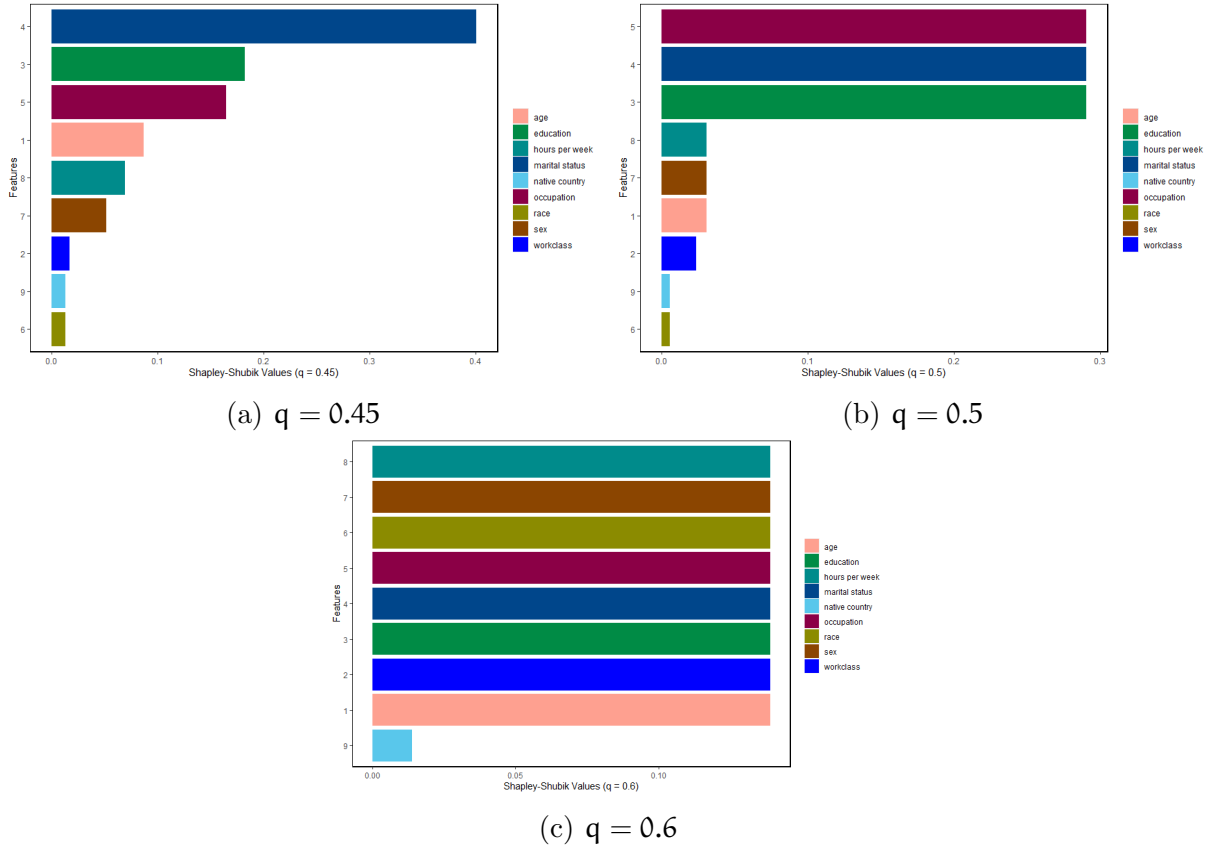 4
3
5
1
8
7
2
9
6
Features
0.0
0.1
0.2
0.3
0.4
Shapley-Shubik Values (q = 0.45)
age
education
hours per week
marital status
native country
occupation
race
sex
workclass
(a) q = 0.45
5
4
3
8
7
1
2
9
6
Features
0.0
0.1
0.2
0.3
Shapley-Shubik Values (q = 0.5)
age
education
hours per week
marital status
native country
occupation
race
sex
workclass
(b) q = 0.5
8
7
6
5
4
3
2
1
9
Features
0.00
0.05
0.10
Shapley-Shubik Values (q = 0.6)
age
education
hours per week
marital status
native country
occupation
race
sex
workclass
(c) q = 0.6